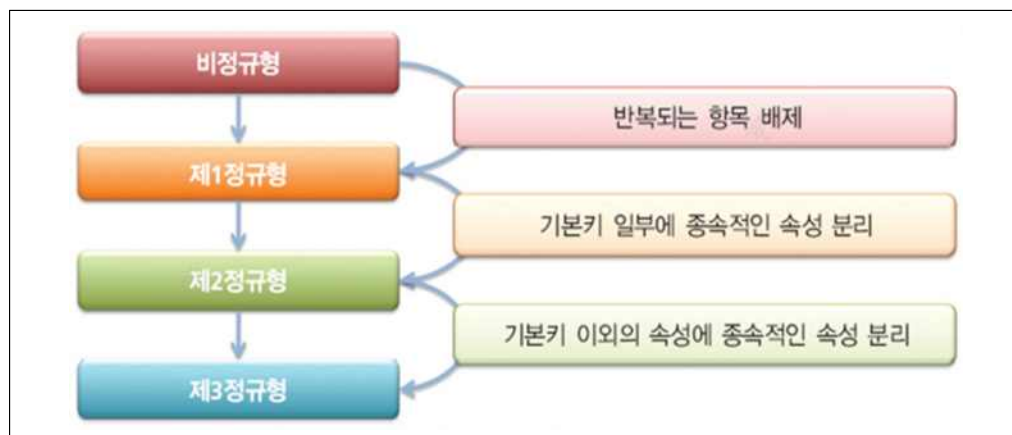 비정규형
반복되는 항목 배제
제1정규형
기본키 일부에 종속적인 속성 분리
제2정규형
기본키 이외의 속성에 종속적인 속성 분리
제3정규형